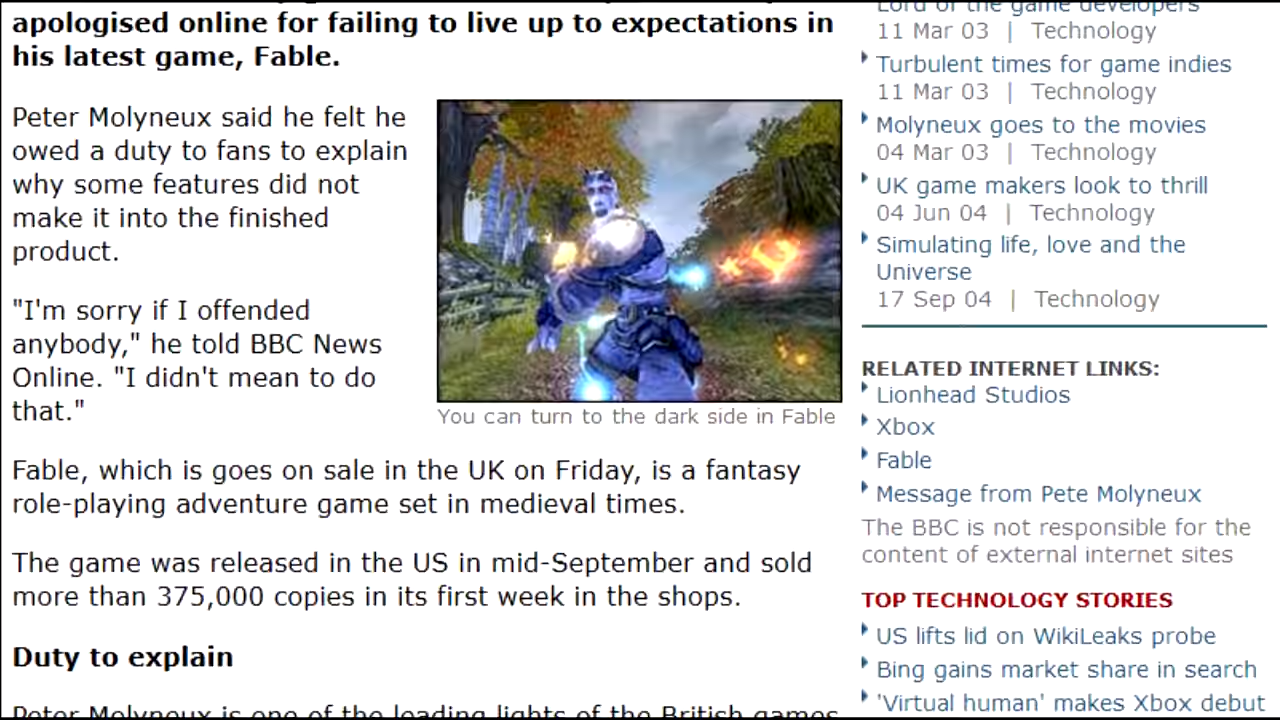 apologised online for failing to live up to expectations in
his latest game, Fable.
Peter Molyneux said he felt he
owed a duty to fans to explain
why some features did not
make it into the finished
product.
"I'm sorry if I offended
anybody," he told BBC News
Online. "I didn't mean to do
that."
You can turn to the dark side in Fable
Fable, which is goes on sale in the UK on Friday, is a fantasy
role-playing adventure game set in medieval times.
The game was released in the US in mid-September and sold
more than 375,000 copies in its first week in the shops.
Duty to explain
Peter Molyneux is one of the leading lights of the British games
Lord of the game developers
11 Mar 03 | Technology
Turbulent times for game indies
11 Mar 03 | Technology
Molyneux goes to the movies
04 Mar 03 | Technology
UK game makers look to thrill
04 Jun 04 | Technology
Simulating life, love and the
Universe
17 Sep 04 | Technology
RELATED INTERNET LINKS:
Lionhead Studios
Xbox
Fable
Message from Pete Molyneux
The BBC is not responsible for the
content of external internet sites
TOP TECHNOLOGY STORIES
US lifts lid on WikiLeaks probe
Bing gains market share in search
'Virtual human' makes Xbox debut